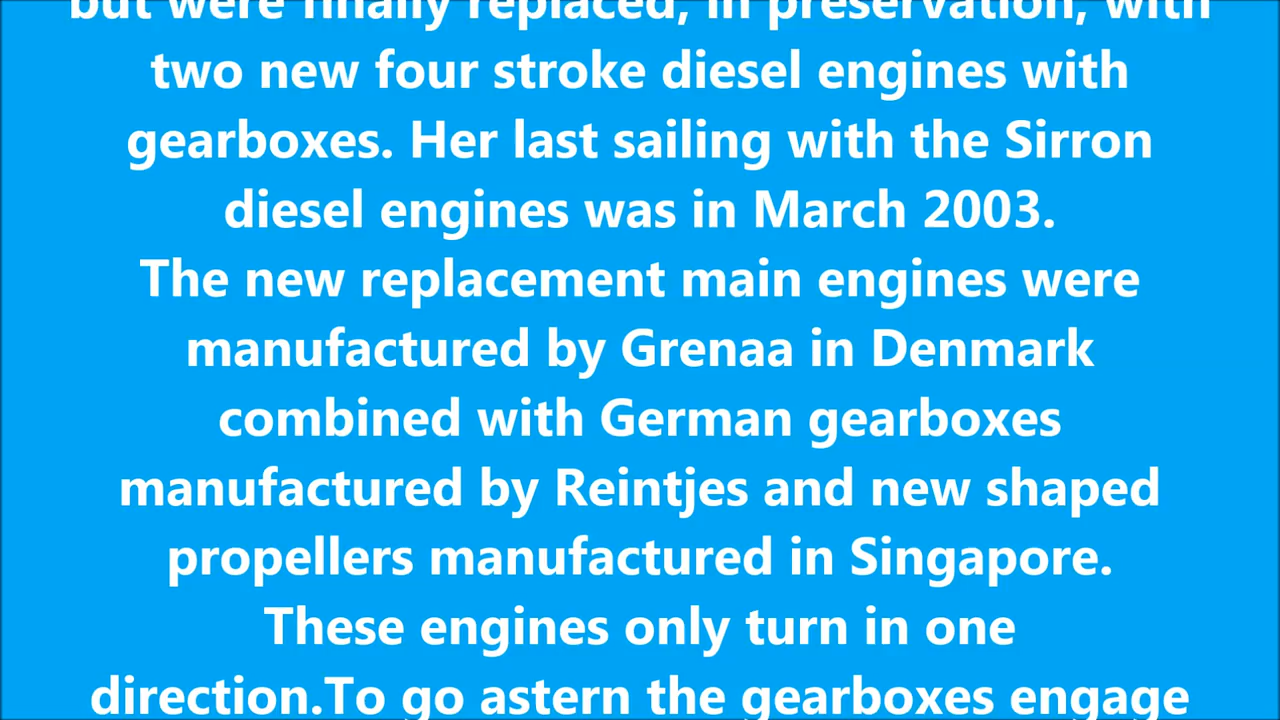 but were finally replaced, in preservation, with
two new four stroke diesel engines with
gearboxes. Her last sailing with the Sirron
diesel engines was in March 2003.
The new replacement main engines were
manufactured by Grenaa in Denmark
combined with German gearboxes
manufactured by Reintjes and new shaped
propellers manufactured in Singapore.
These engines only turn in one
direction.To go astern the gearboxes engage